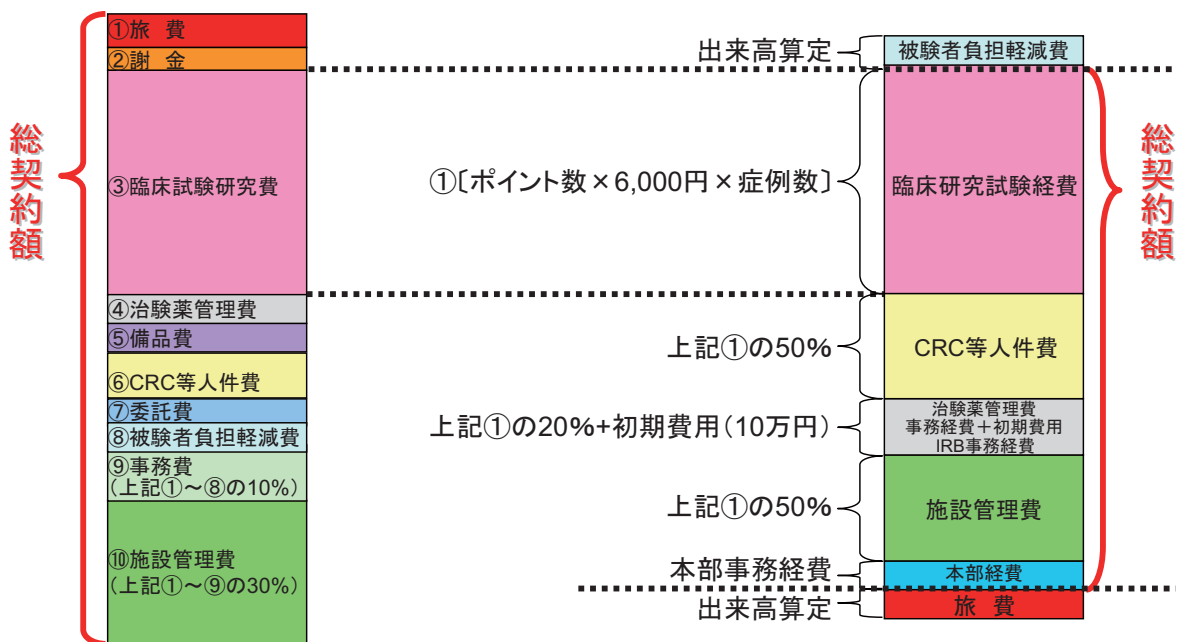 総契約額
①旅　費
②謝　金
③臨床試験研究費
④治験薬管理費
⑤備品費
⑥CRC等人件費
⑦委託費
⑧被験者負担軽減費
⑨事務費
(上記①～⑧の10%)
⑩施設管理費
(上記①～⑨の30%)
出来高算定
①〔ポイント数×6,000円×症例数〕
上記①の50%
上記①の20%+初期費用(10万円)
上記①の50%
本部事務経費
出来高算定
被験者負担軽減費
臨床研究試験経費
CRC等人件費
治験薬管理費
事務経費＋初期費用
IRB事務経費
施設管理費
本部経費
旅　費
総契約額